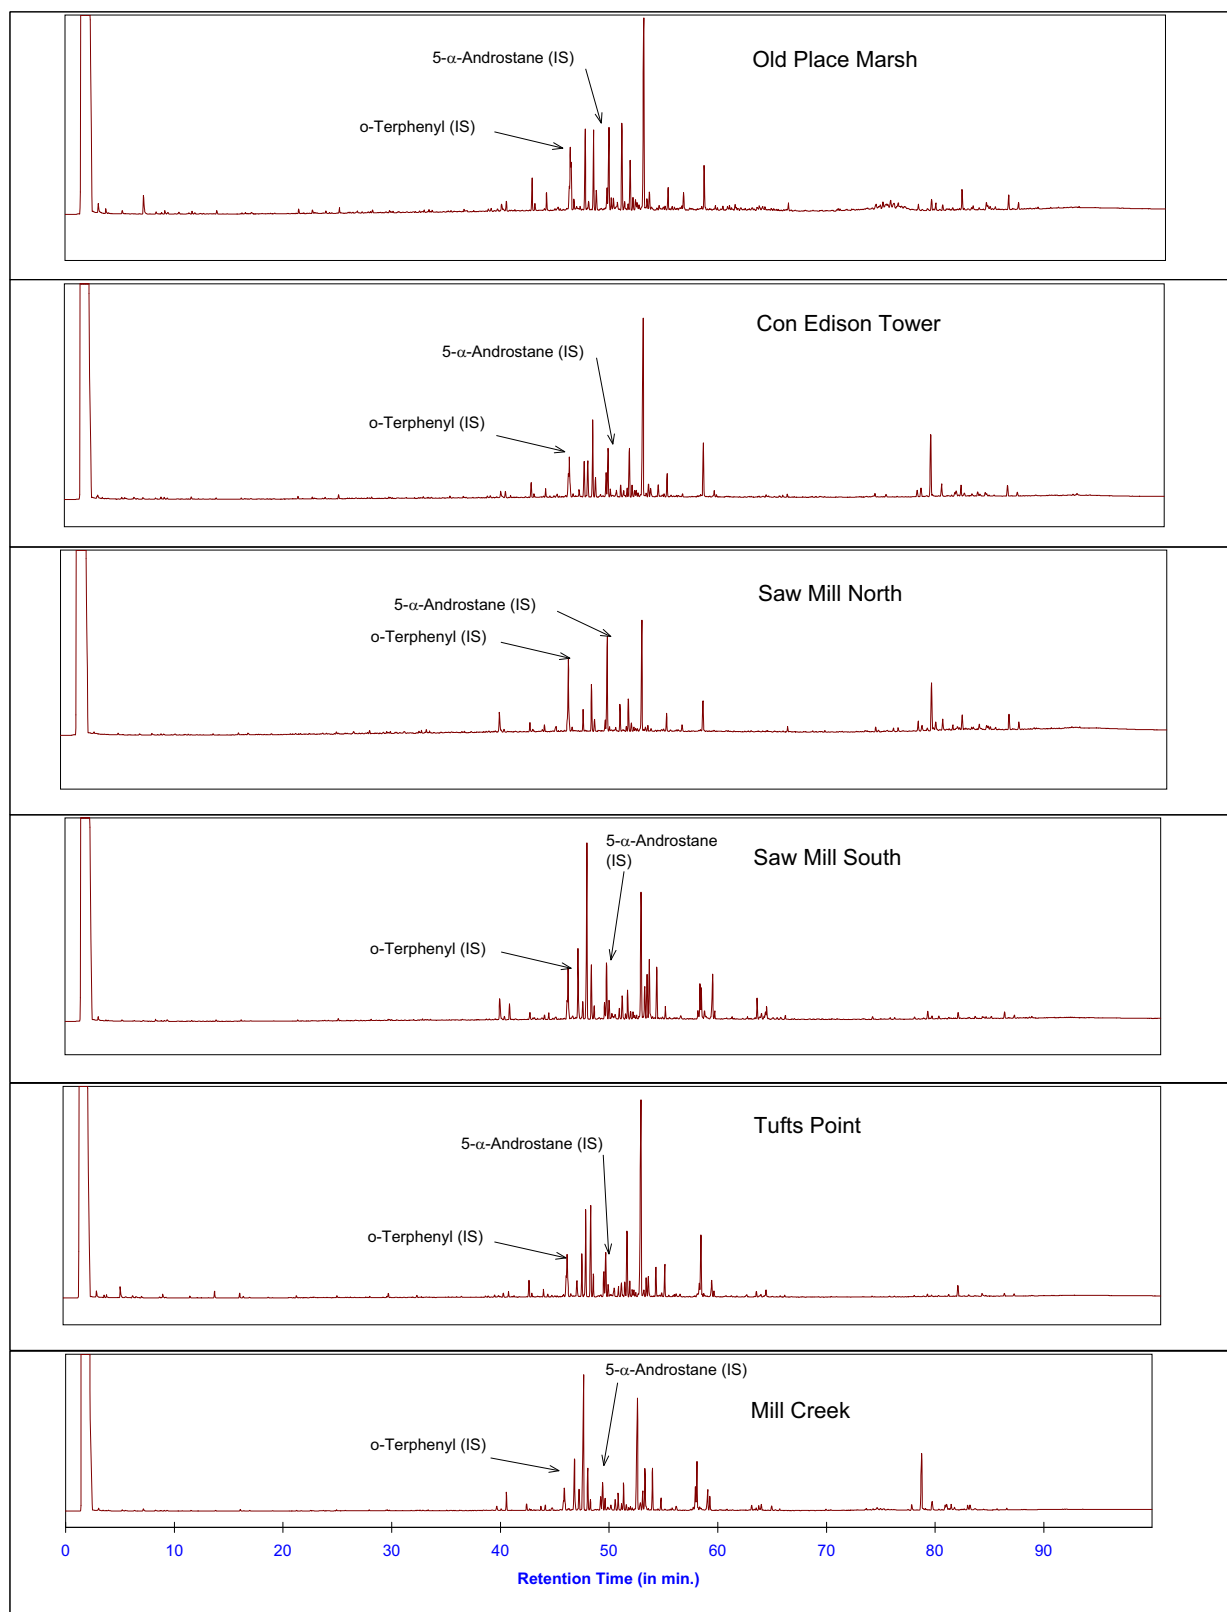 5-α-Androstane (IS)
Old Place Marsh
o-Terphenyl (IS)
Con Edison Tower
5-α-Androstane (IS)
o-Terphenyl (IS)
Saw Mill North
5-α-Androstane (IS)
o-Terphenyl (IS)
5-α-Androstane
(IS)
Saw Mill South
o-Terphenyl (IS)
Tufts Point
5-α-Androstane (IS)
o-Terphenyl (IS)
5-α-Androstane (IS)
Mill Creek
o-Terphenyl (IS)
0 10 20 30 40 50 60 70 80 90
Retention Time (in min.)